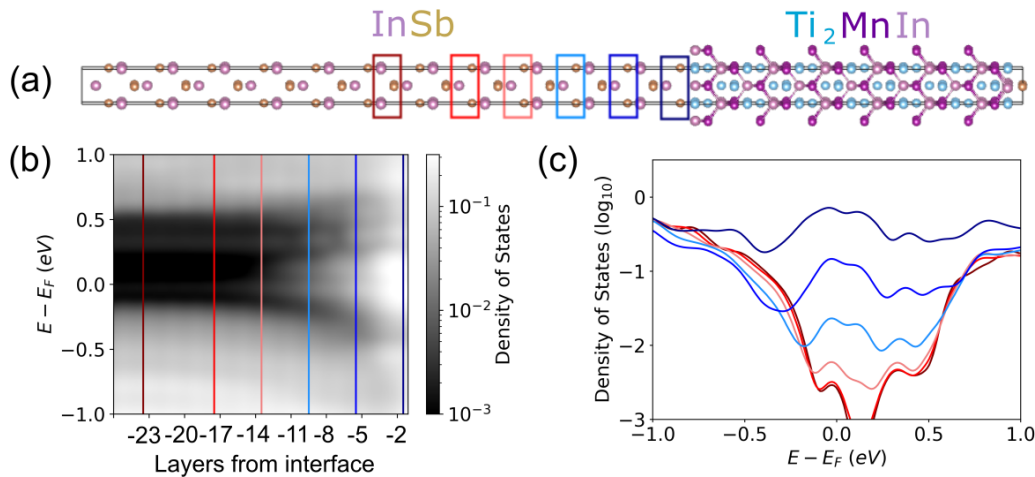 InSb
Ti₂MnIn
(a)
(b)
1.0
0.5
0.0
−0.5
−1.0
E − E_F (eV)
-23 -20 -17 -14 -11 -8 -5 -2
Layers from interface
10⁻¹
10⁻²
10⁻³
Density of States
(c)
0
−1
−2
−3
Density of States (log₁₀)
−1.0 −0.5 0.0 0.5 1.0
E − E_F (eV)